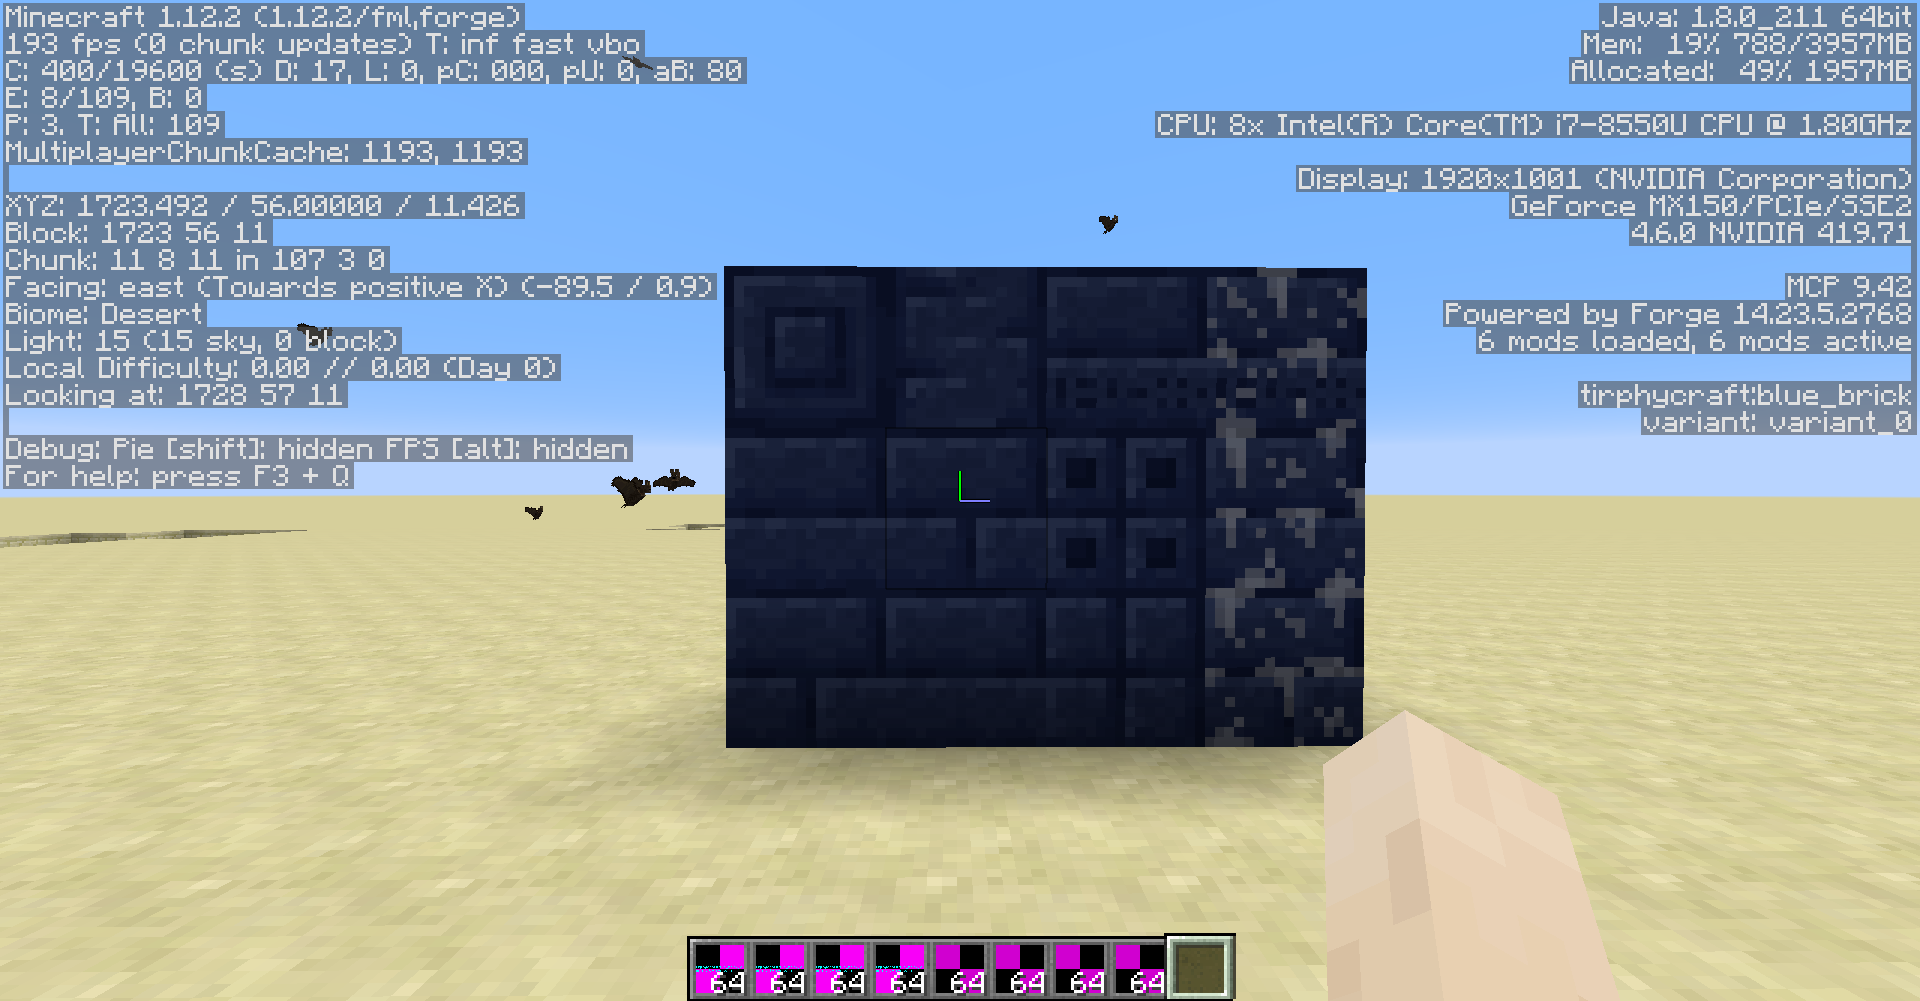 Minecraft 1.12.2 (1.12.2/fml,forge)
193 fps (0 chunk updates) T: inf fast vbo
C: 400/19600 (s) D: 17, L: 0, pC: 000, pU: 0, aB: 80
E: 8/109, B: 0
P: 3. T: All: 109
MultiplayerChunkCache: 1193, 1193
XYZ: 1723.492 / 56.00000 / 11.426
Block: 1723 56 11
Chunk: 11 8 11 in 107 3 0
Facing: east (Towards positive X) (-89.5 / 0.9)
Biome: Desert
Light: 15 (15 sky, 0 block)
Local Difficulty: 0.00 // 0.00 (Day 0)
Looking at: 1728 57 11
Debug: Pie [shift]: hidden FPS [alt]: hidden
For help: press F3 + Q
Java: 1.8.0_211 64bit
Mem: 19% 788/3957MB
Allocated: 49% 1957MB
CPU: 8x Intel(R) Core(TM) i7-8550U CPU @ 1.80GHz
Display: 1920x1001 (NVIDIA Corporation)
GeForce MX150/PCIe/SSE2
4.6.0 NVIDIA 419.71
MCP 9.42
Powered by Forge 14.23.5.2768
6 mods loaded, 6 mods active
tirphycraft:blue_brick
variant: variant_0
64 64 64 64 64 64 64 64